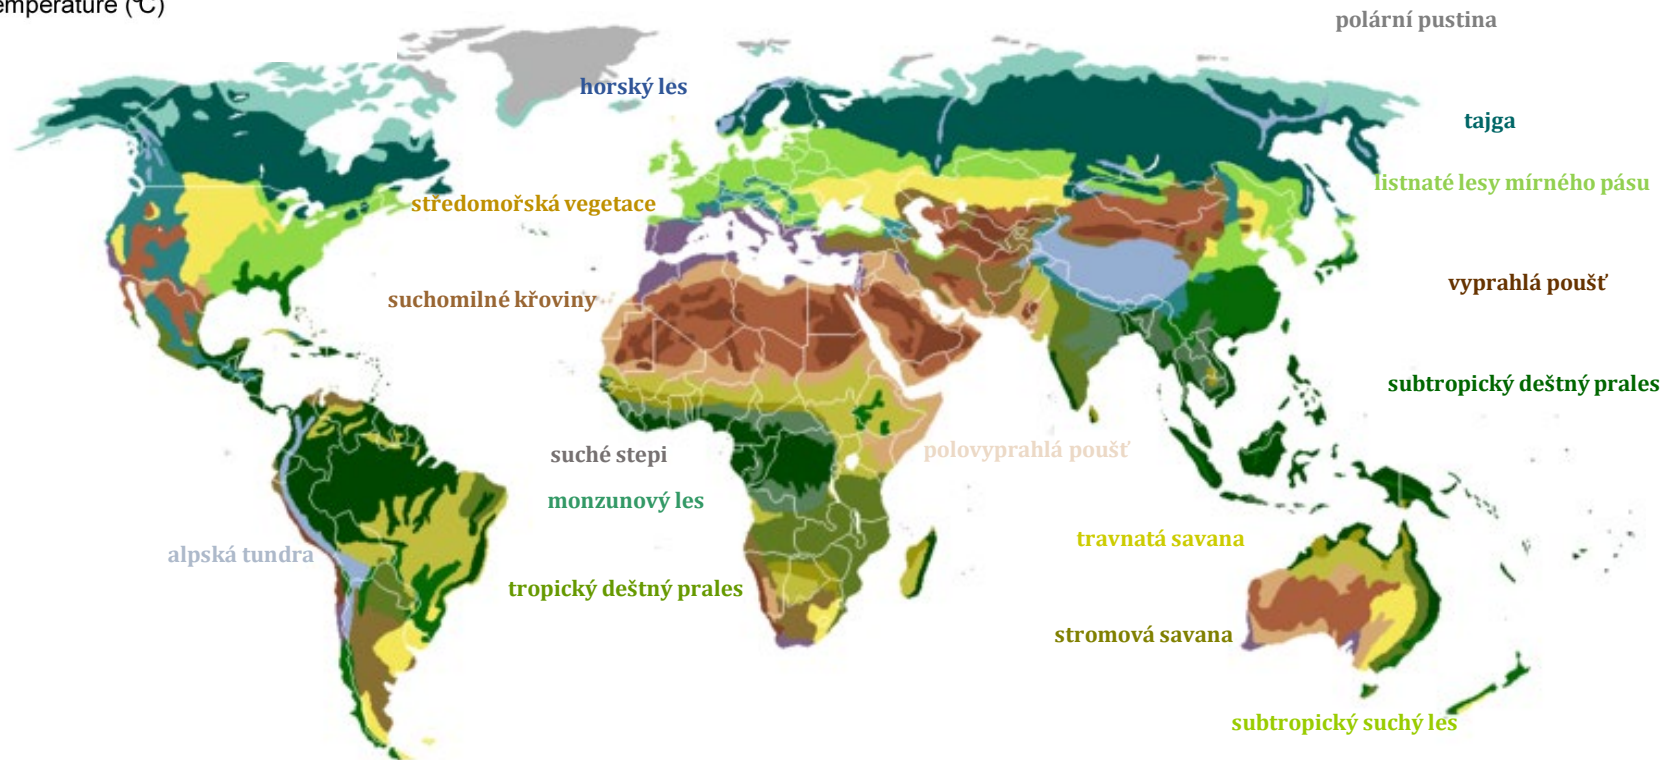 emperature (°C)
polární pustina
horský les
tajga
listnaté lesy mírného pásu
středomořská vegetace
vyprahlá poušť
suchomilné křoviny
subtropický deštný prales
suché stepi
polovyprahlá poušť
monzunový les
travnatá savana
alpská tundra
tropický deštný prales
stromová savana
subtropický suchý les